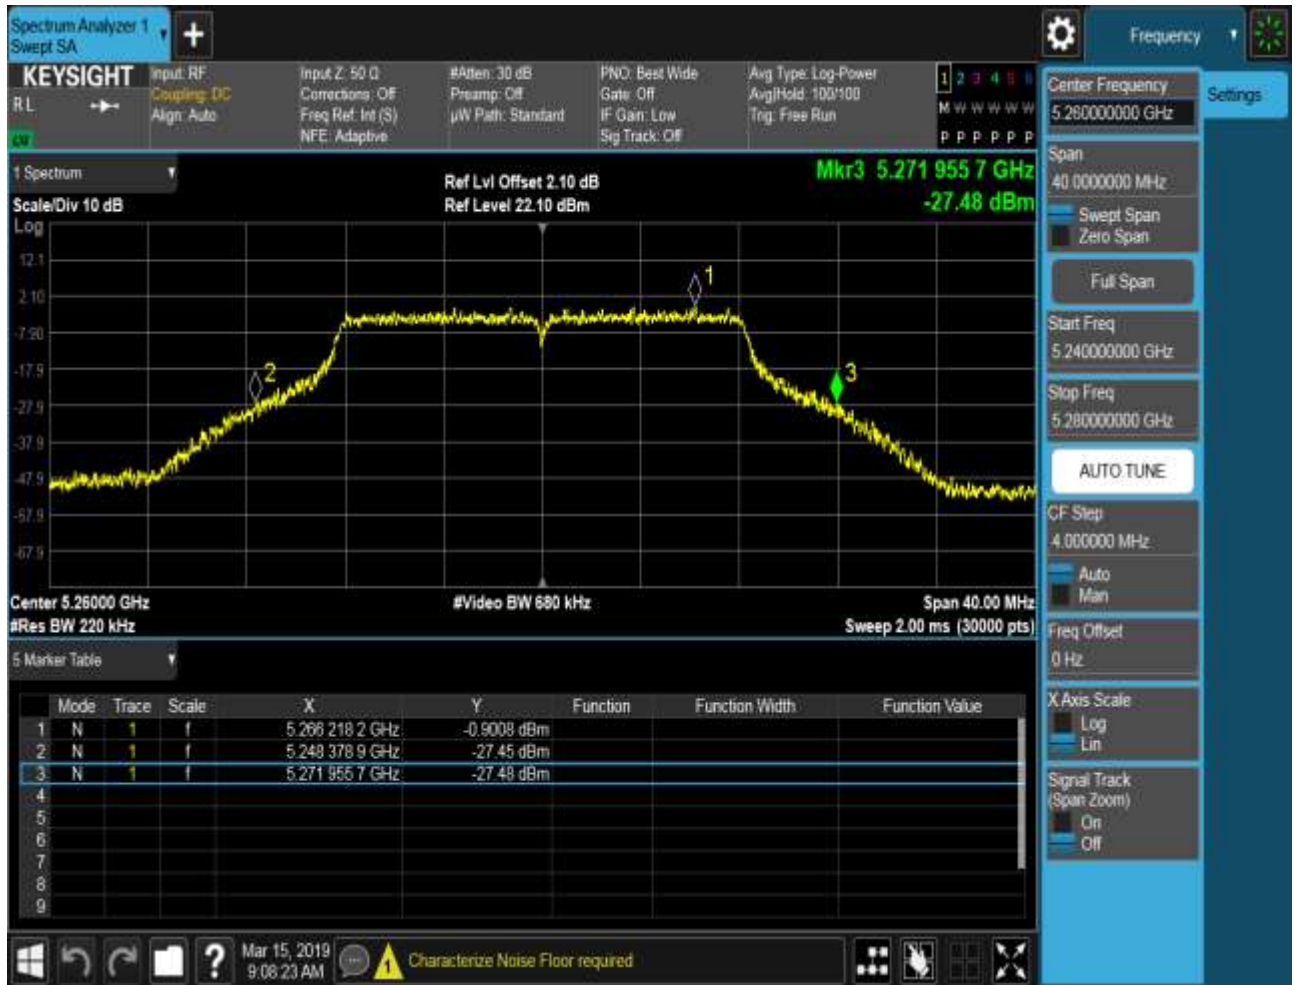 Spectrum Analyzer 1
Swept SA
Frequency
KEYSIGHT
Input: RF
Coupling: DC
Align: Auto
RL
Input Z: 50 Ω
Corrections: Off
Freq Ref: Int (S)
NFE: Adaptive
#Atten: 30 dB
Preamp: Off
µW Path: Standard
PNO: Best Wide
Gate: Off
IF Gain: Low
Sig Track: Off
Avg Type: Log-Power
Avg|Hold: 100/100
Trig: Free Run
1 2 3 4 5 6
M W W W W W
P P P P P P
1 Spectrum
Scale/Div 10 dB
Log
Ref Lvl Offset 2.10 dB
Ref Level 22.10 dBm
Mkr3 5.271 955 7 GHz
-27.48 dBm
12.1
2.10
-7.90
-17.9
-27.9
-37.9
-47.9
-57.9
-67.9
1
2
3
Center 5.26000 GHz
#Res BW 220 kHz
#Video BW 680 kHz
Span 40.00 MHz
Sweep 2.00 ms (30000 pts)
5 Marker Table
Mode Trace Scale X Y Function Function Width Function Value
1 N 1 f 5.266 218 2 GHz -0.9008 dBm
2 N 1 f 5.248 378 9 GHz -27.45 dBm
3 N 1 f 5.271 955 7 GHz -27.48 dBm
4
5
6
7
8
9
Mar 15, 2019
9:08:23 AM
Characterize Noise Floor required
Center Frequency
5.260000000 GHz
Settings
Span
40.0000000 MHz
Swept Span
Zero Span
Full Span
Start Freq
5.240000000 GHz
Stop Freq
5.280000000 GHz
AUTO TUNE
CF Step
4.000000 MHz
Auto
Man
Freq Offset
0 Hz
X Axis Scale
Log
Lin
Signal Track
(Span Zoom)
On
Off